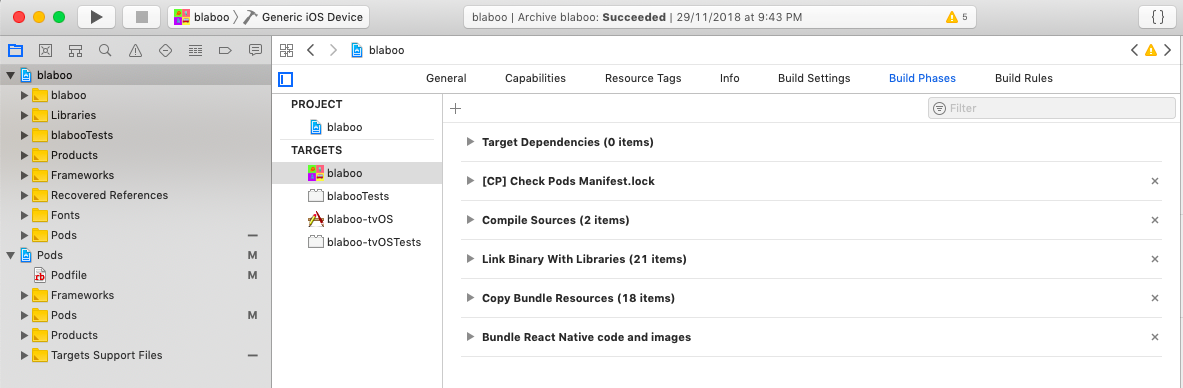 blaboo
Generic iOS Device
blaboo | Archive blaboo: Succeeded | 29/11/2018 at 9:43 PM
5
{ }
blaboo
blaboo
blaboo
Libraries
blabooTests
Products
Frameworks
Recovered References
Fonts
Pods
Pods M
rb Podfile M
Frameworks
Pods M
Products
Targets Support Files
General Capabilities Resource Tags Info Build Settings Build Phases Build Rules
PROJECT
blaboo
TARGETS
blaboo
blabooTests
blaboo-tvOS
blaboo-tvOSTests
Filter
Target Dependencies (0 items)
[CP] Check Pods Manifest.lock
Compile Sources (2 items)
Link Binary With Libraries (21 items)
Copy Bundle Resources (18 items)
Bundle React Native code and images